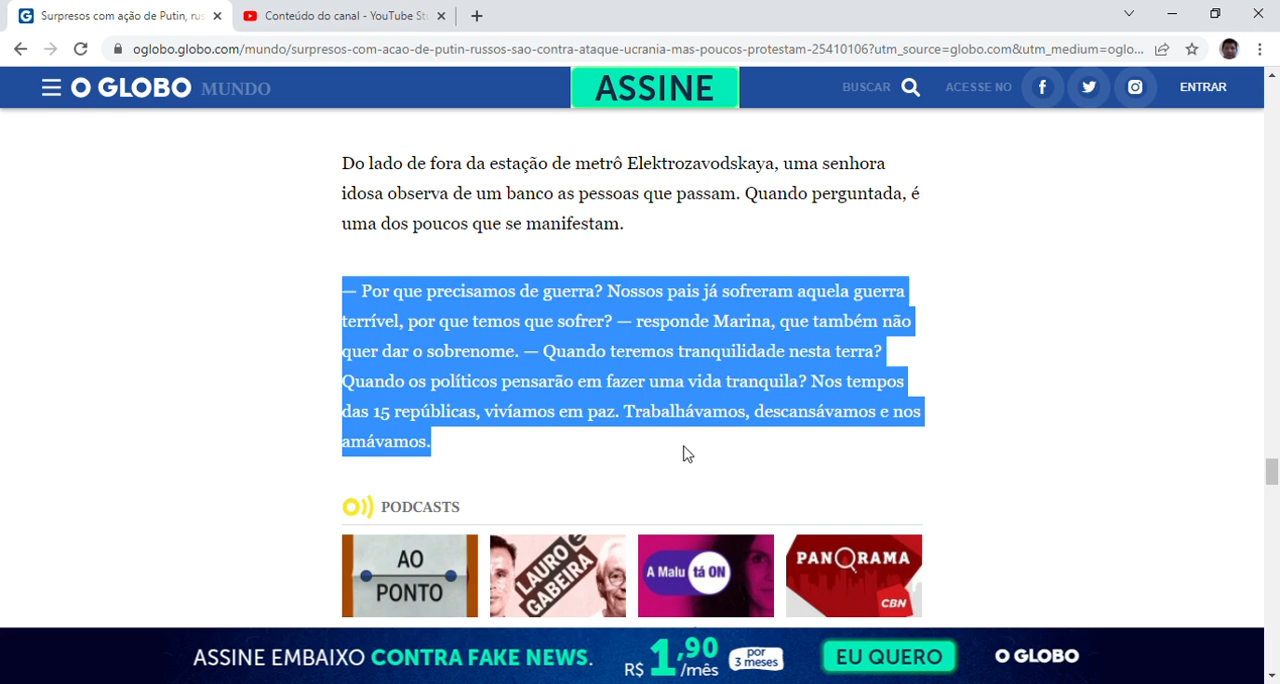 Surpresos com ação de Putin, rus
Conteúdo do canal - YouTube St
oglobo.globo.com/mundo/surpresos-com-acao-de-putin-russos-sao-contra-ataque-ucrania-mas-poucos-protestam-25410106?utm_source=globo.com&utm_medium=oglo...
O GLOBO MUNDO
ASSINE
BUSCAR
ACESSE NO
ENTRAR
Do lado de fora da estação de metrô Elektrozavodskaya, uma senhora
idosa observa de um banco as pessoas que passam. Quando perguntada, é
uma dos poucos que se manifestam.
— Por que precisamos de guerra? Nossos pais já sofreram aquela guerra
terrível, por que temos que sofrer? — responde Marina, que também não
quer dar o sobrenome. — Quando teremos tranquilidade nesta terra?
Quando os políticos pensarão em fazer uma vida tranquila? Nos tempos
das 15 repúblicas, vivíamos em paz. Trabalhávamos, descansávamos e nos
amávamos.
PODCASTS
AO
PONTO
LAURO E
GABEIRA
A Malu tá ON
PANORAMA
CBN
ASSINE EMBAIXO CONTRA FAKE NEWS.
R$ 1,90 /mês
por
3 meses
EU QUERO
O GLOBO